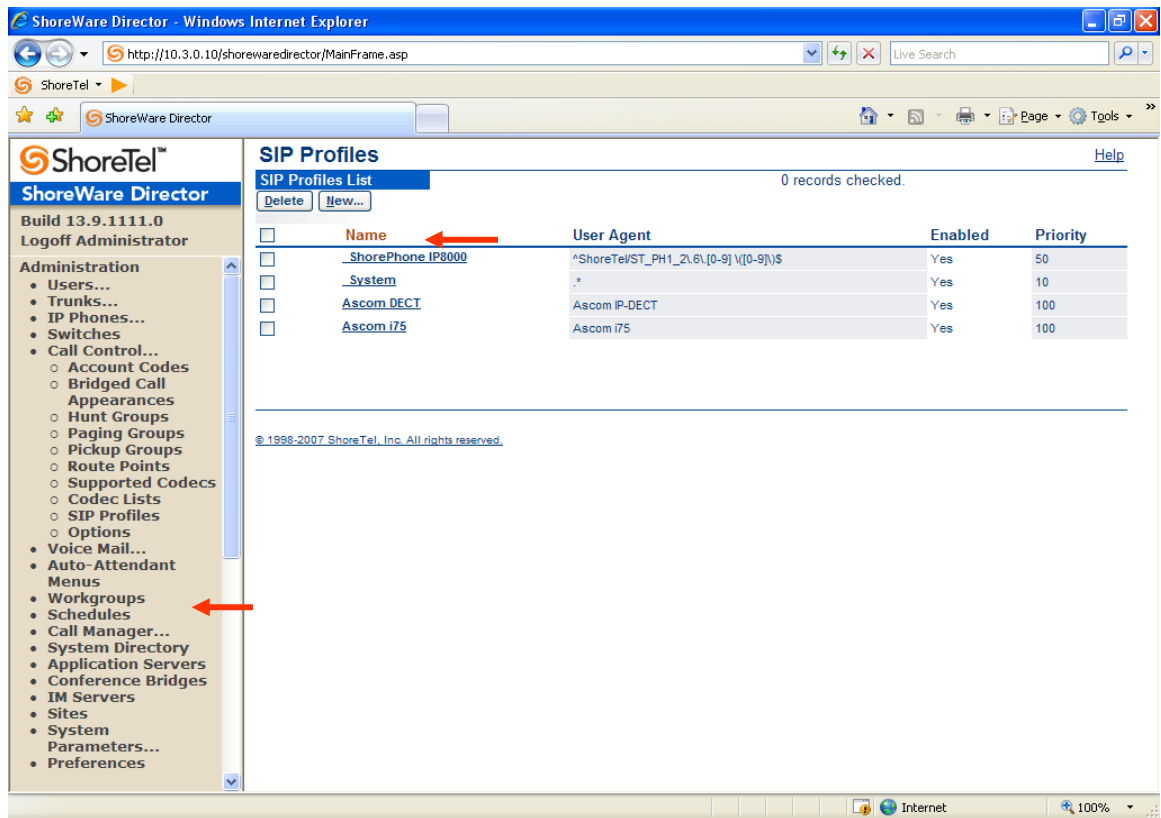 ShoreWare Director - Windows Internet Explorer
http://10.3.0.10/shorewaredirector/MainFrame.asp
Live Search
ShoreTel
ShoreWare Director
Page
Tools
»
ShoreTel™
ShoreWare Director
Build 13.9.1111.0
Logoff Administrator
Administration
• Users...
• Trunks...
• IP Phones...
• Switches
• Call Control...
○ Account Codes
○ Bridged Call
Appearances
○ Hunt Groups
○ Paging Groups
○ Pickup Groups
○ Route Points
○ Supported Codecs
○ Codec Lists
○ SIP Profiles
○ Options
• Voice Mail...
• Auto-Attendant
Menus
• Workgroups
• Schedules
• Call Manager...
• System Directory
• Application Servers
• Conference Bridges
• IM Servers
• Sites
• System
Parameters...
• Preferences
SIP Profiles
Help
SIP Profiles List
0 records checked.
Delete New...
Name User Agent Enabled Priority
_ShorePhone IP8000 ^ShoreTel/ST_PH1_2\.6\.[0-9] \([0-9]\)$ Yes 50
_System .* Yes 10
Ascom DECT Ascom IP-DECT Yes 100
Ascom i75 Ascom i75 Yes 100
© 1998-2007 ShoreTel, Inc. All rights reserved.
Internet
100%